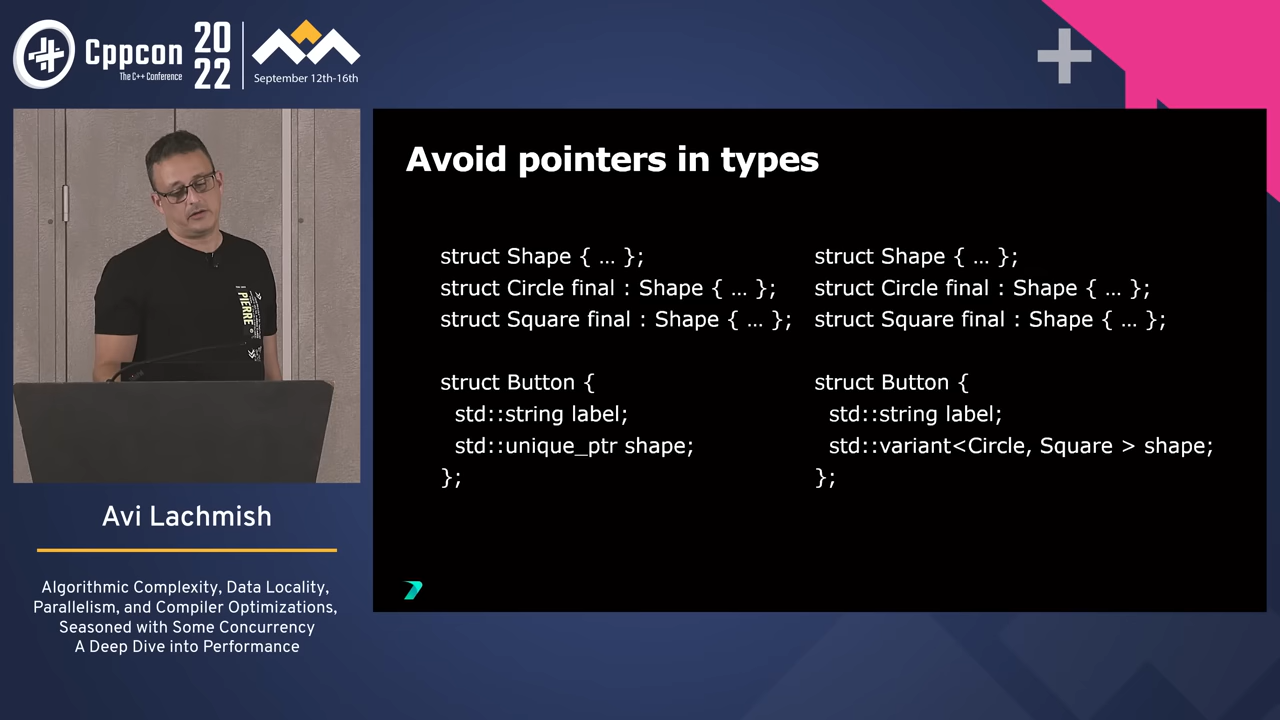 Cppcon
The C++ Conference
20
22
September 12th-16th
PIERRE
Avi Lachmish
Algorithmic Complexity, Data Locality,
Parallelism, and Compiler Optimizations,
Seasoned with Some Concurrency
A Deep Dive into Performance
Avoid pointers in types
struct Shape { ... };
struct Circle final : Shape { ... };
struct Square final : Shape { ... };
struct Button {
std::string label;
std::unique_ptr shape;
};
struct Shape { ... };
struct Circle final : Shape { ... };
struct Square final : Shape { ... };
struct Button {
std::string label;
std::variant<Circle, Square > shape;
};